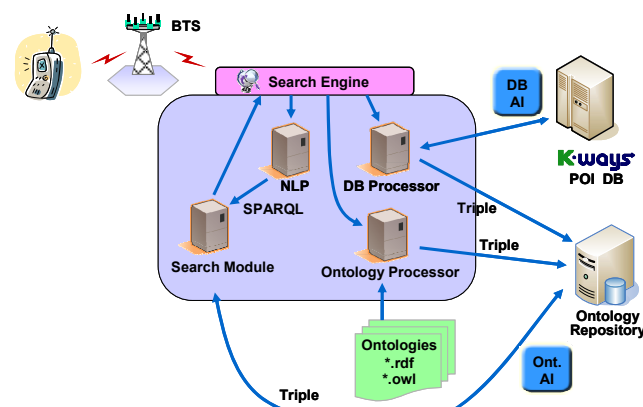 BTS
Search Engine
DB
AI
K-ways
POI DB
NLP
DB Processor
SPARQL
Triple
Search Module
Ontology Processor
Triple
Ontology
Repository
Ontologies
*.rdf
*.owl
Ont.
AI
Triple